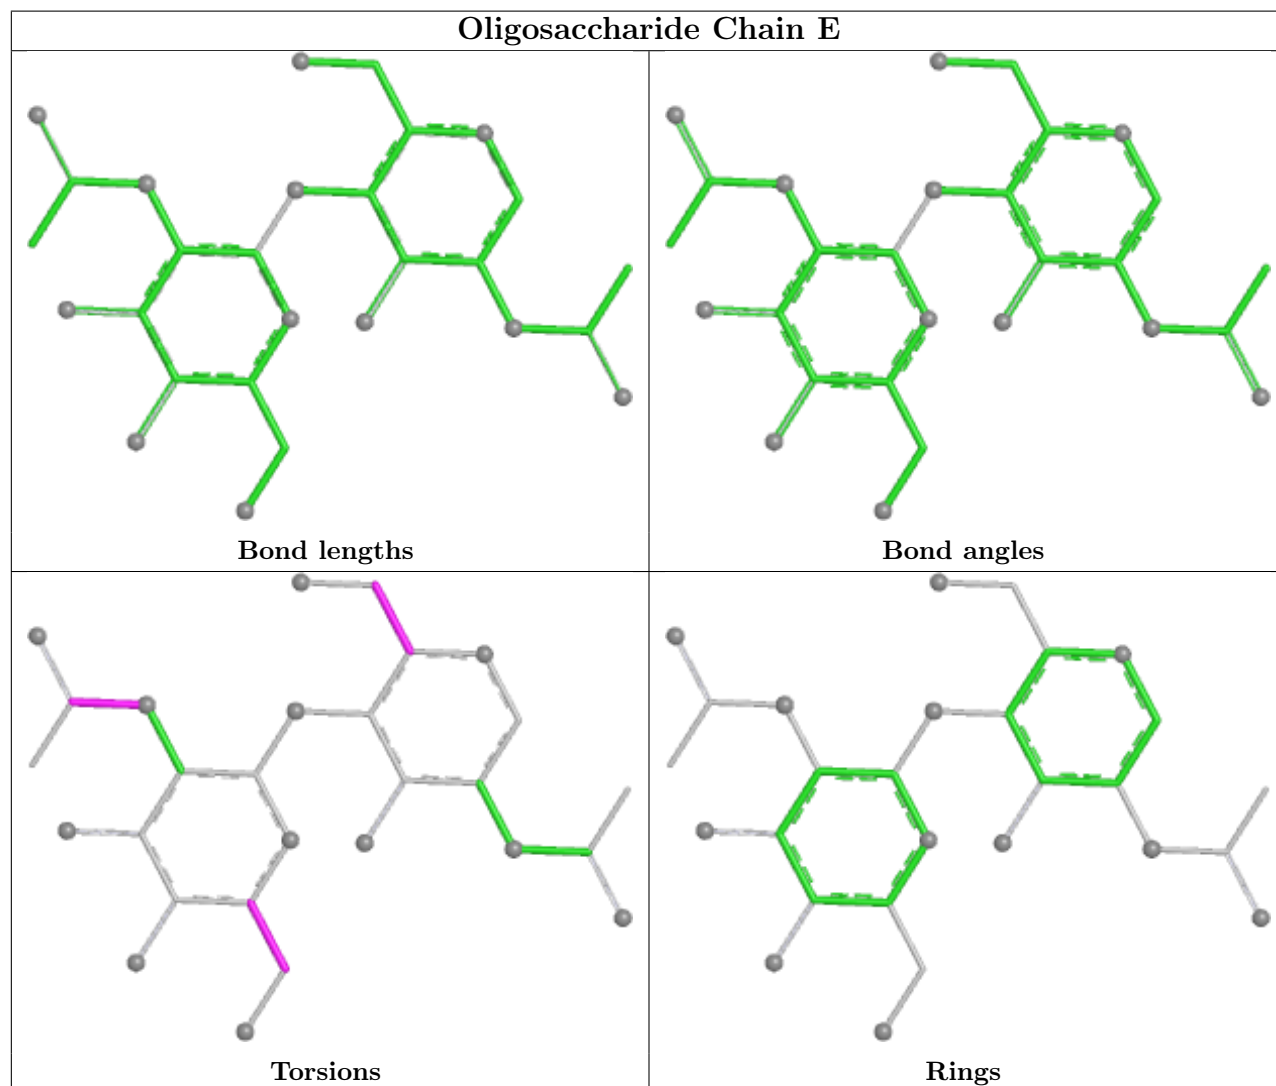 Oligosaccharide Chain E
Bond lengths
Bond angles
Torsions
Rings